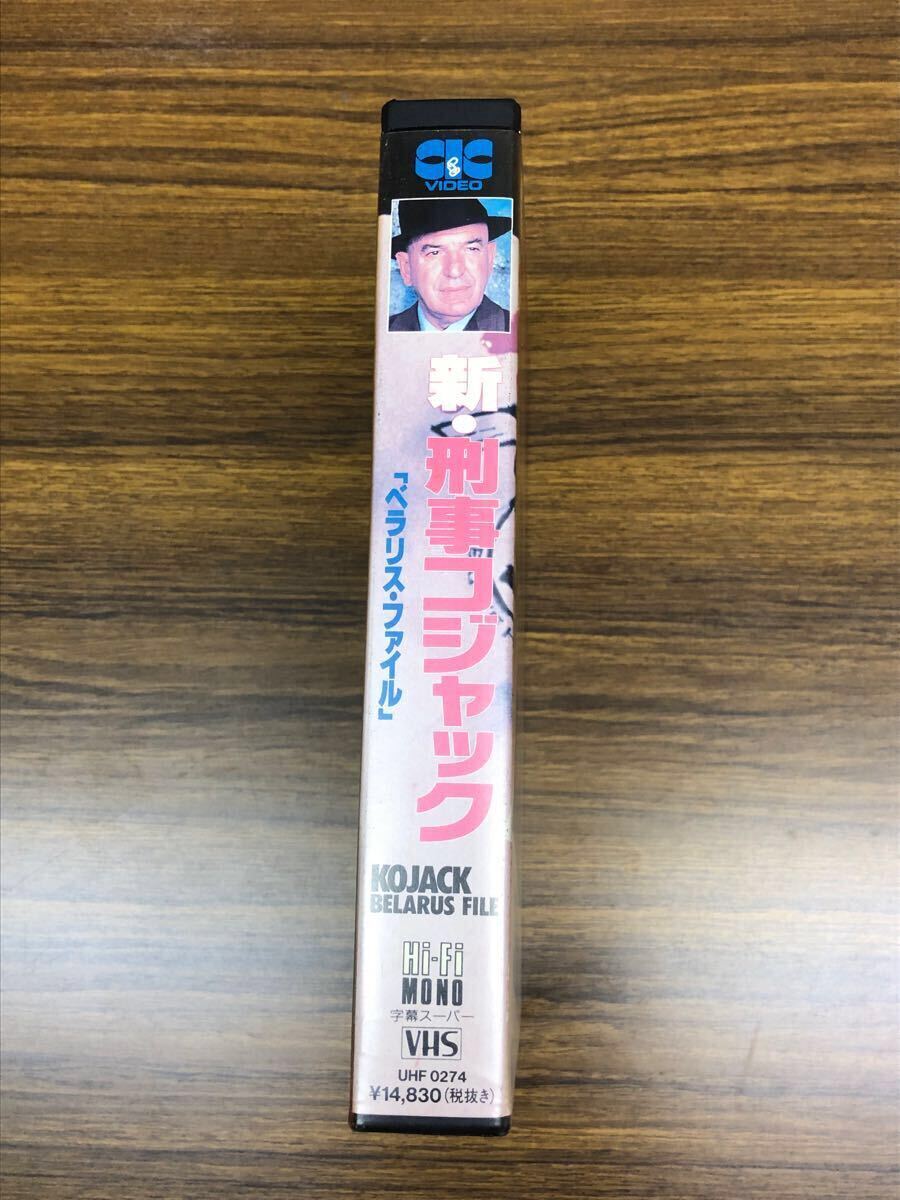 CIC
VIDEO
新・刑事コジャック
「ベラリス・ファイル」
KOJACK
BELARUS FILE
Hi-Fi
MONO
字幕スーパー
VHS
UHF 0274
¥14,830(税抜き)